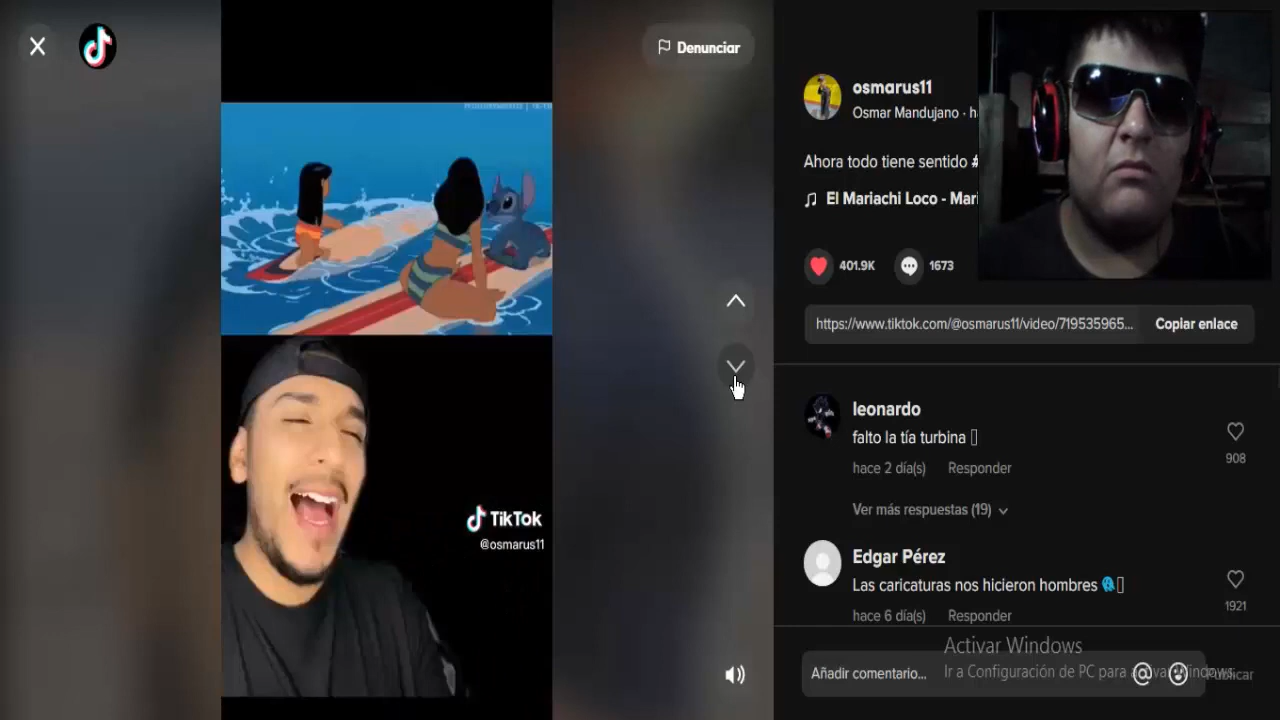 Denunciar
TikTok
@osmarus11
osmarus11
Osmar Mandujano · h
Ahora todo tiene sentido #
El Mariachi Loco - Mari
401.9K
1673
https://www.tiktok.com/@osmarus11/video/719535965...
Copiar enlace
leonardo
falto la tía turbina
908
hace 2 día(s)
Responder
Ver más respuestas (19)
Edgar Pérez
Las caricaturas nos hicieron hombres
1921
hace 6 día(s)
Responder
Activar Windows
Ir a Configuración de PC para activar Windows.
Añadir comentario...
Publicar